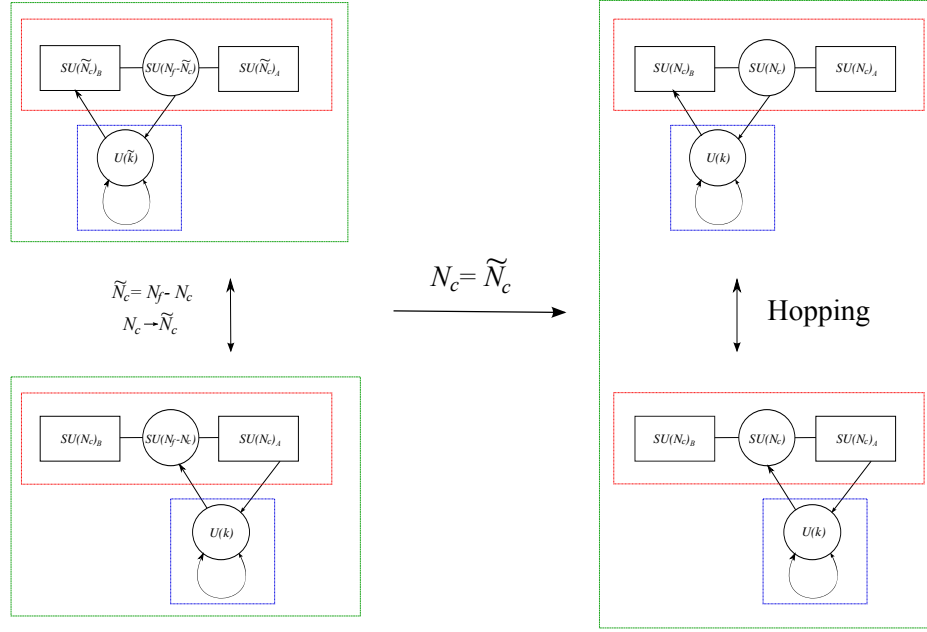 SU(Ñc)B SU(Nf-Ñc) SU(Ñc)A
U(k̃)
Ñc = Nf - Nc
Nc→Ñc
SU(Nc)B SU(Nf-Nc) SU(Nc)A
U(k)
Nc= Ñc
SU(Nc)B SU(Nc) SU(Nc)A
U(k)
Hopping
SU(Nc)B SU(Nc) SU(Nc)A
U(k)